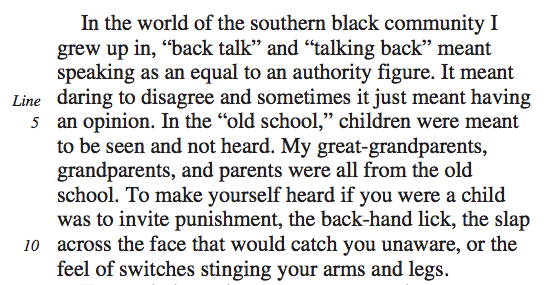 In the world of the southern black community I
grew up in, “back talk” and “talking back” meant
speaking as an equal to an authority figure. It meant
Line daring to disagree and sometimes it just meant having
5 an opinion. In the “old school,” children were meant
to be seen and not heard. My great-grandparents,
grandparents, and parents were all from the old
school. To make yourself heard if you were a child
was to invite punishment, the back-hand lick, the slap
10 across the face that would catch you unaware, or the
feel of switches stinging your arms and legs.